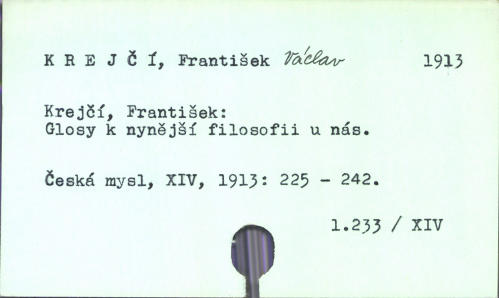 K R E J Č Í, František Václav 1913
Krejčí, František:
Glosy k nynější filosofii u nás.
Česká mysl, XIV, 1913: 225 - 242.
1.233 / XIV